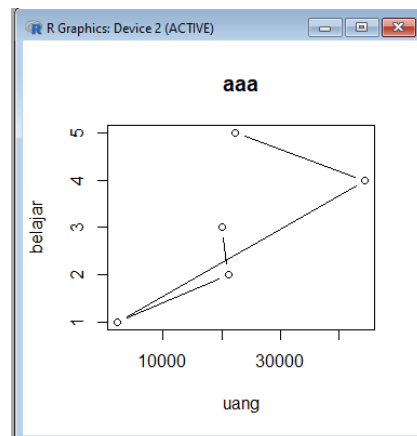 R Graphics: Device 2 (ACTIVE)
aaa
belajar
5
4
3
2
1
10000 30000
uang